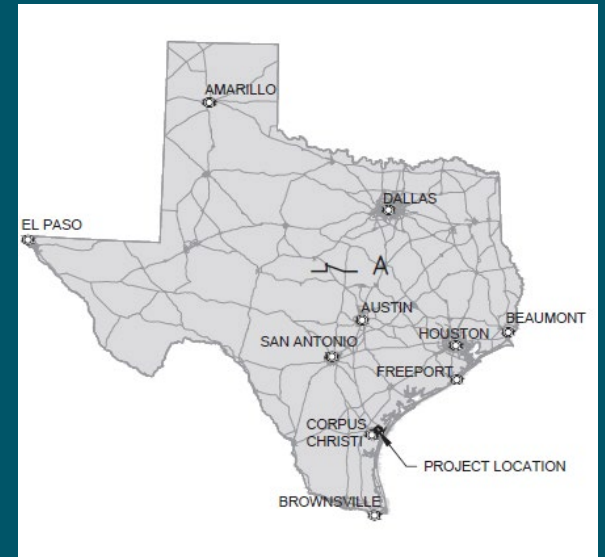 AMARILLO
DALLAS
EL PASO
A
AUSTIN
BEAUMONT
HOUSTON
SAN ANTONIO
FREEPORT
CORPUS
CHRISTI
PROJECT LOCATION
BROWNSVILLE